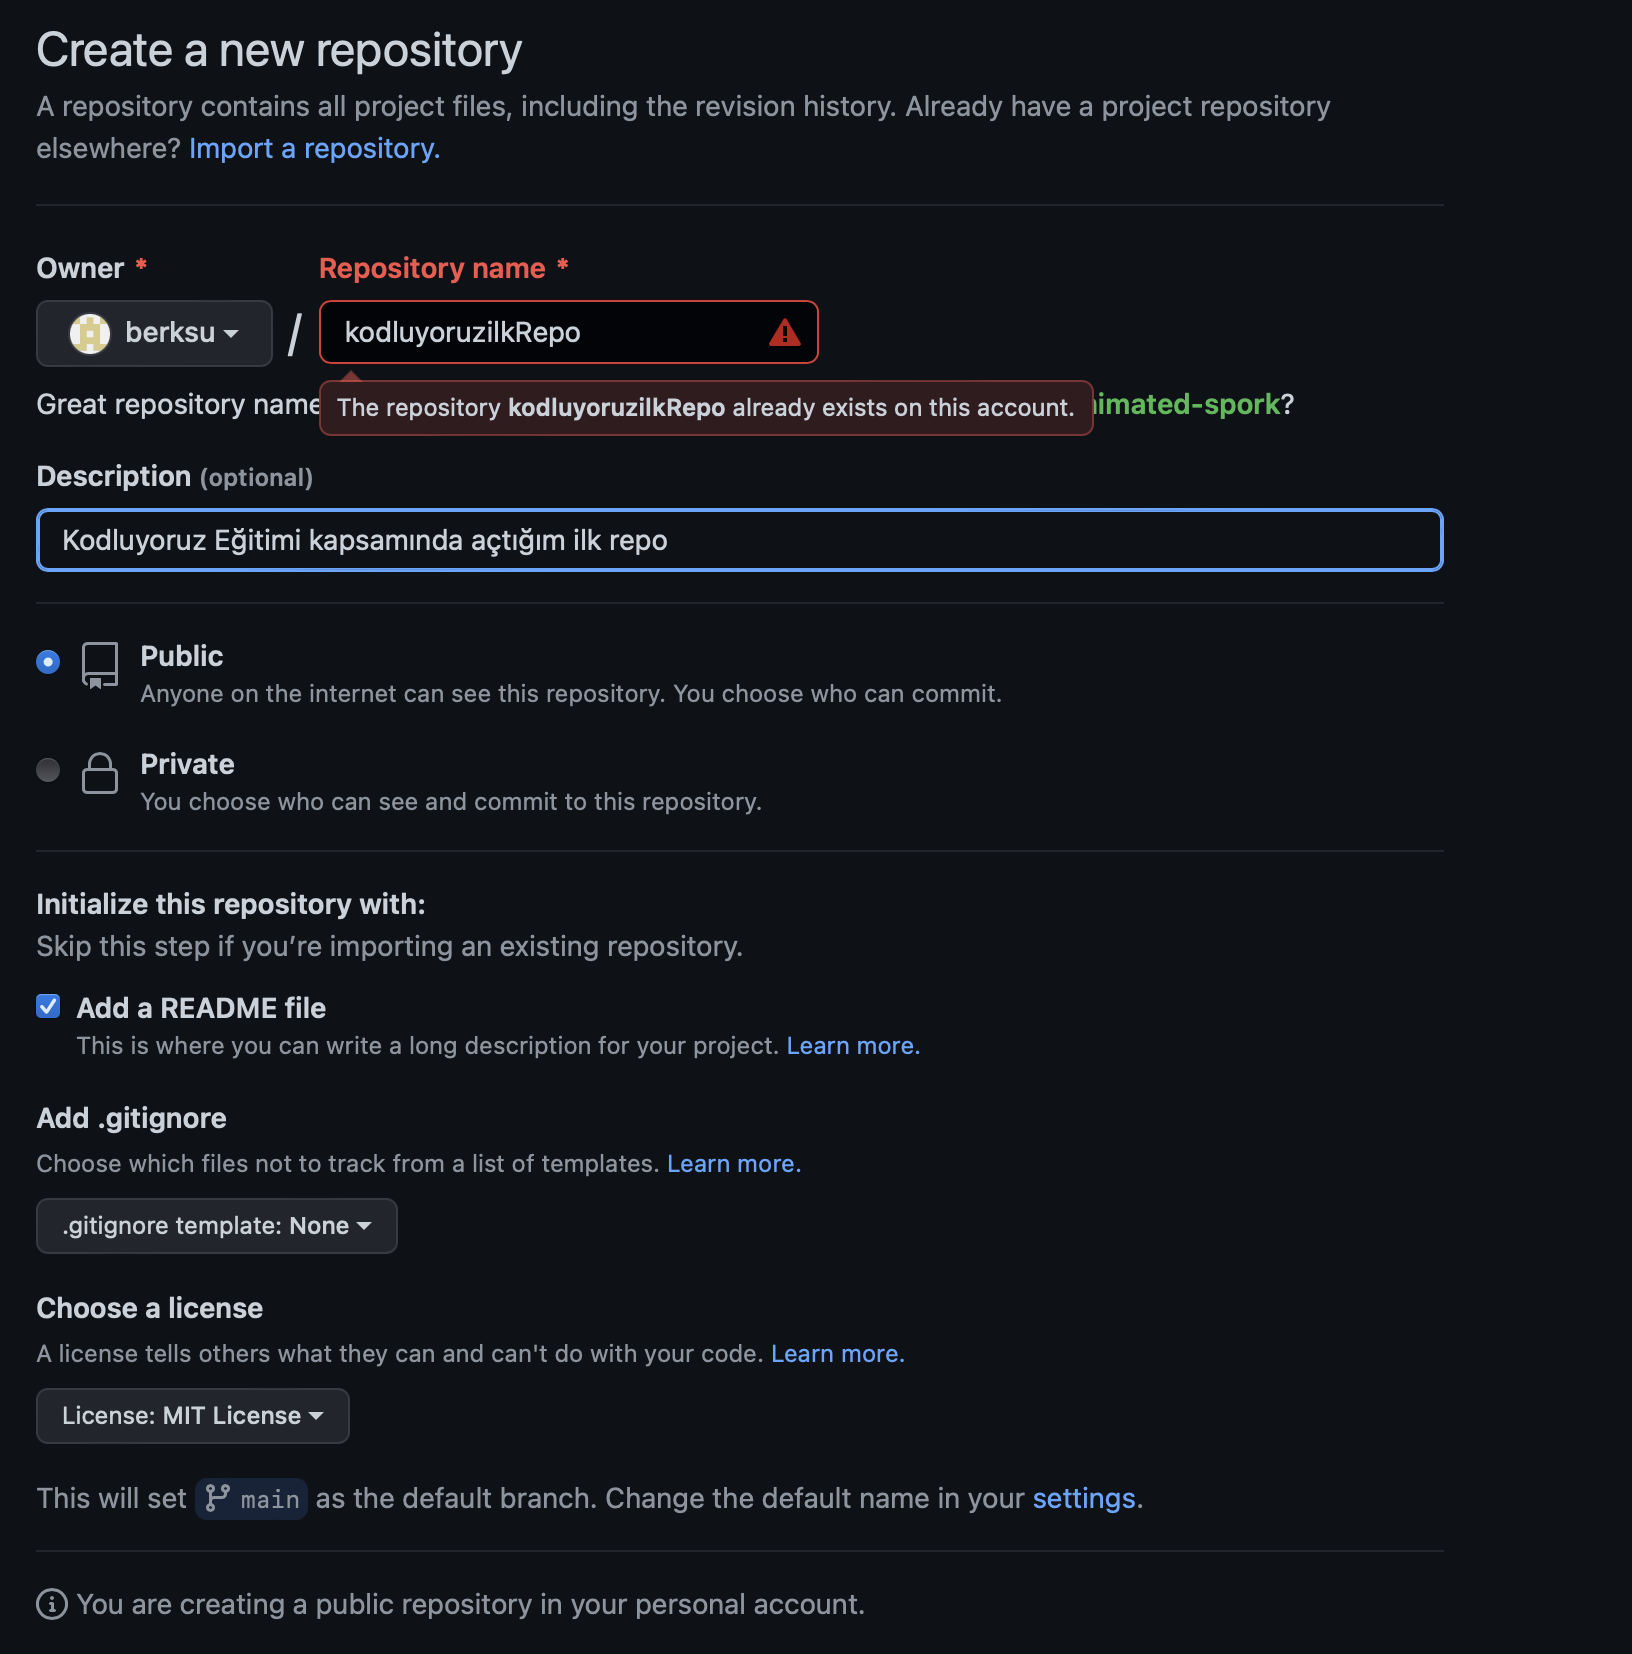 Create a new repository
A repository contains all project files, including the revision history. Already have a project repository
elsewhere? Import a repository.
Owner * Repository name *
berksu / kodluyoruzilkRepo
Great repository name imated-spork?
The repository kodluyoruzilkRepo already exists on this account.
Description (optional)
Kodluyoruz Eğitimi kapsamında açtığım ilk repo
Public
Anyone on the internet can see this repository. You choose who can commit.
Private
You choose who can see and commit to this repository.
Initialize this repository with:
Skip this step if you’re importing an existing repository.
Add a README file
This is where you can write a long description for your project. Learn more.
Add .gitignore
Choose which files not to track from a list of templates. Learn more.
.gitignore template: None
Choose a license
A license tells others what they can and can't do with your code. Learn more.
License: MIT License
This will set main as the default branch. Change the default name in your settings.
You are creating a public repository in your personal account.